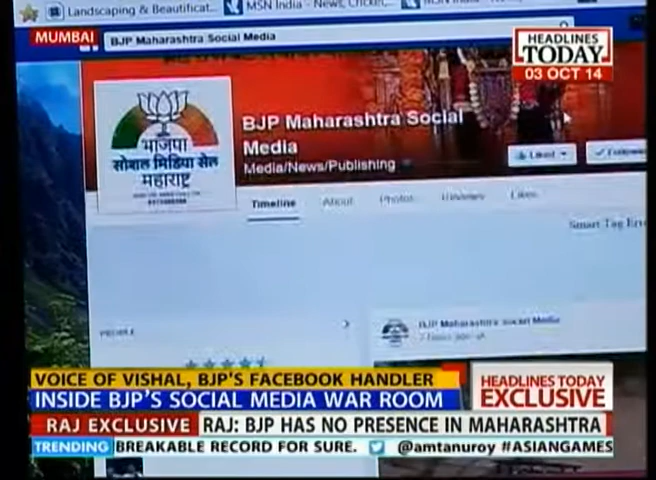 Landscaping & Beautificat...
MSN India - News, Cricket,
MUMBAI
BJP Maharashtra Social Media
HEADLINES
TODAY
03 OCT 14
BJP Maharashtra Social
Media
Media/News/Publishing
Liked
भाजपा
सोशल मिडिया सेल
महाराष्ट्र
Timeline
About
Photos
Reviews
Likes
Smart Tag
PEOPLE
BJP Maharashtra Social Media
VOICE OF VISHAL, BJP'S FACEBOOK HANDLER
INSIDE BJP'S SOCIAL MEDIA WAR ROOM
HEADLINES TODAY
EXCLUSIVE
RAJ EXCLUSIVE RAJ: BJP HAS NO PRESENCE IN MAHARASHTRA
TRENDING BREAKABLE RECORD FOR SURE. @amtanuroy #ASIANGAMES